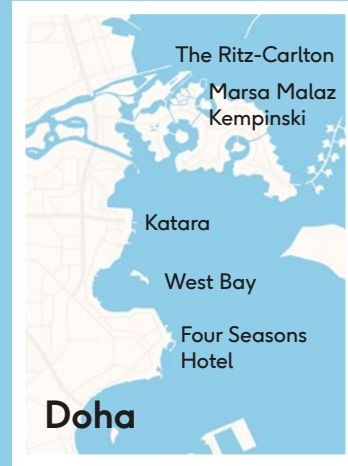 The Ritz-Carlton
Marsa Malaz
Kempinski
Katara
West Bay
Four Seasons
Hotel
Doha